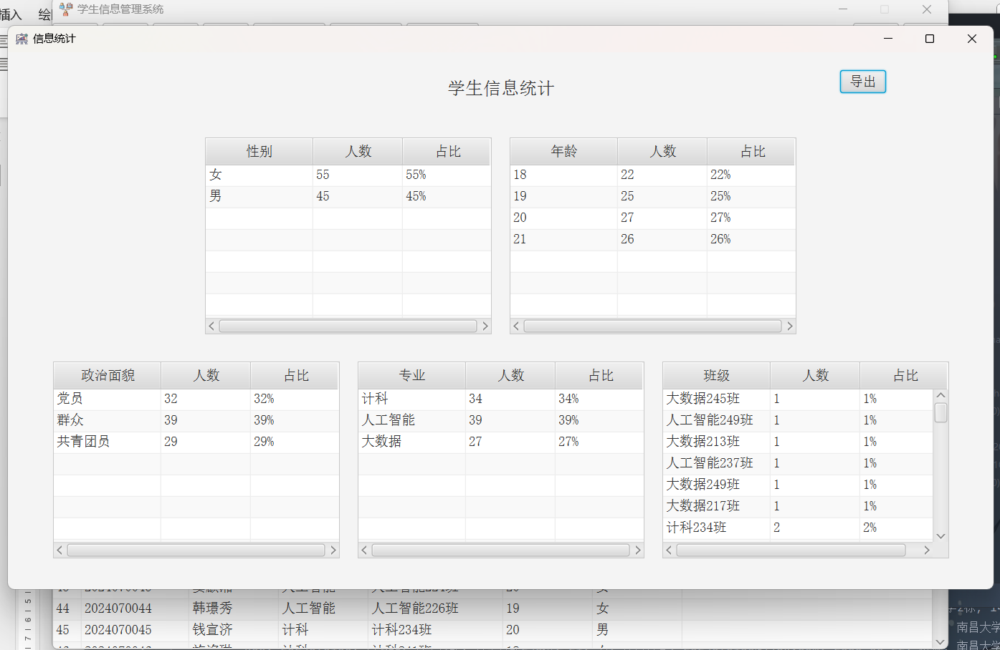 插入 绘
学生信息管理系统
信息统计
学生信息统计
导出
性别 人数 占比
女 55 55%
男 45 45%
年龄 人数 占比
18 22 22%
19 25 25%
20 27 27%
21 26 26%
政治面貌 人数 占比
党员 32 32%
群众 39 39%
共青团员 29 29%
专业 人数 占比
计科 34 34%
人工智能 39 39%
大数据 27 27%
班级 人数 占比
大数据245班 1 1%
人工智能249班 1 1%
大数据213班 1 1%
人工智能237班 1 1%
大数据249班 1 1%
大数据217班 1 1%
计科234班 2 2%
44 2024070044 韩璟秀 人工智能 人工智能226班 19 女
45 2024070045 钱宣济 计科 计科234班 20 男
5
6
7
南昌大学
南昌大学